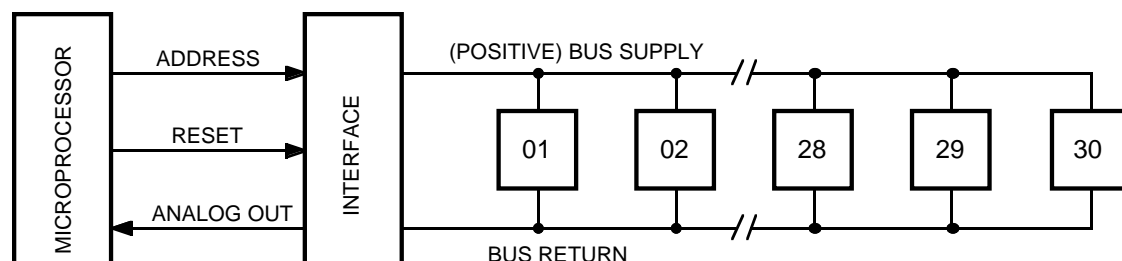 MICROPROCESSOR
ADDRESS
RESET
ANALOG OUT
INTERFACE
(POSITIVE) BUS SUPPLY
01
02
28
29
30
BUS RETURN